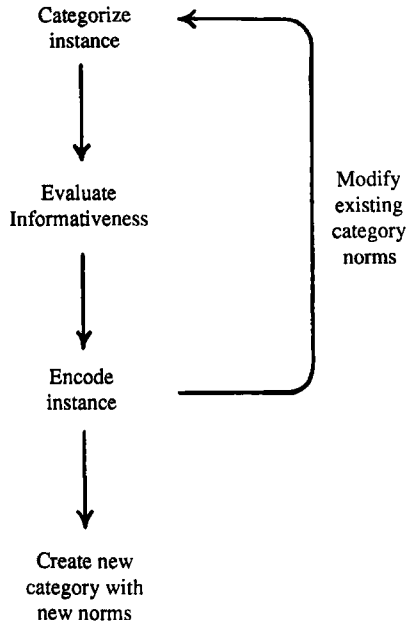 Categorize
instance
Evaluate
Informativeness
Modify
existing
category
norms
Encode
instance
Create new
category with
new norms